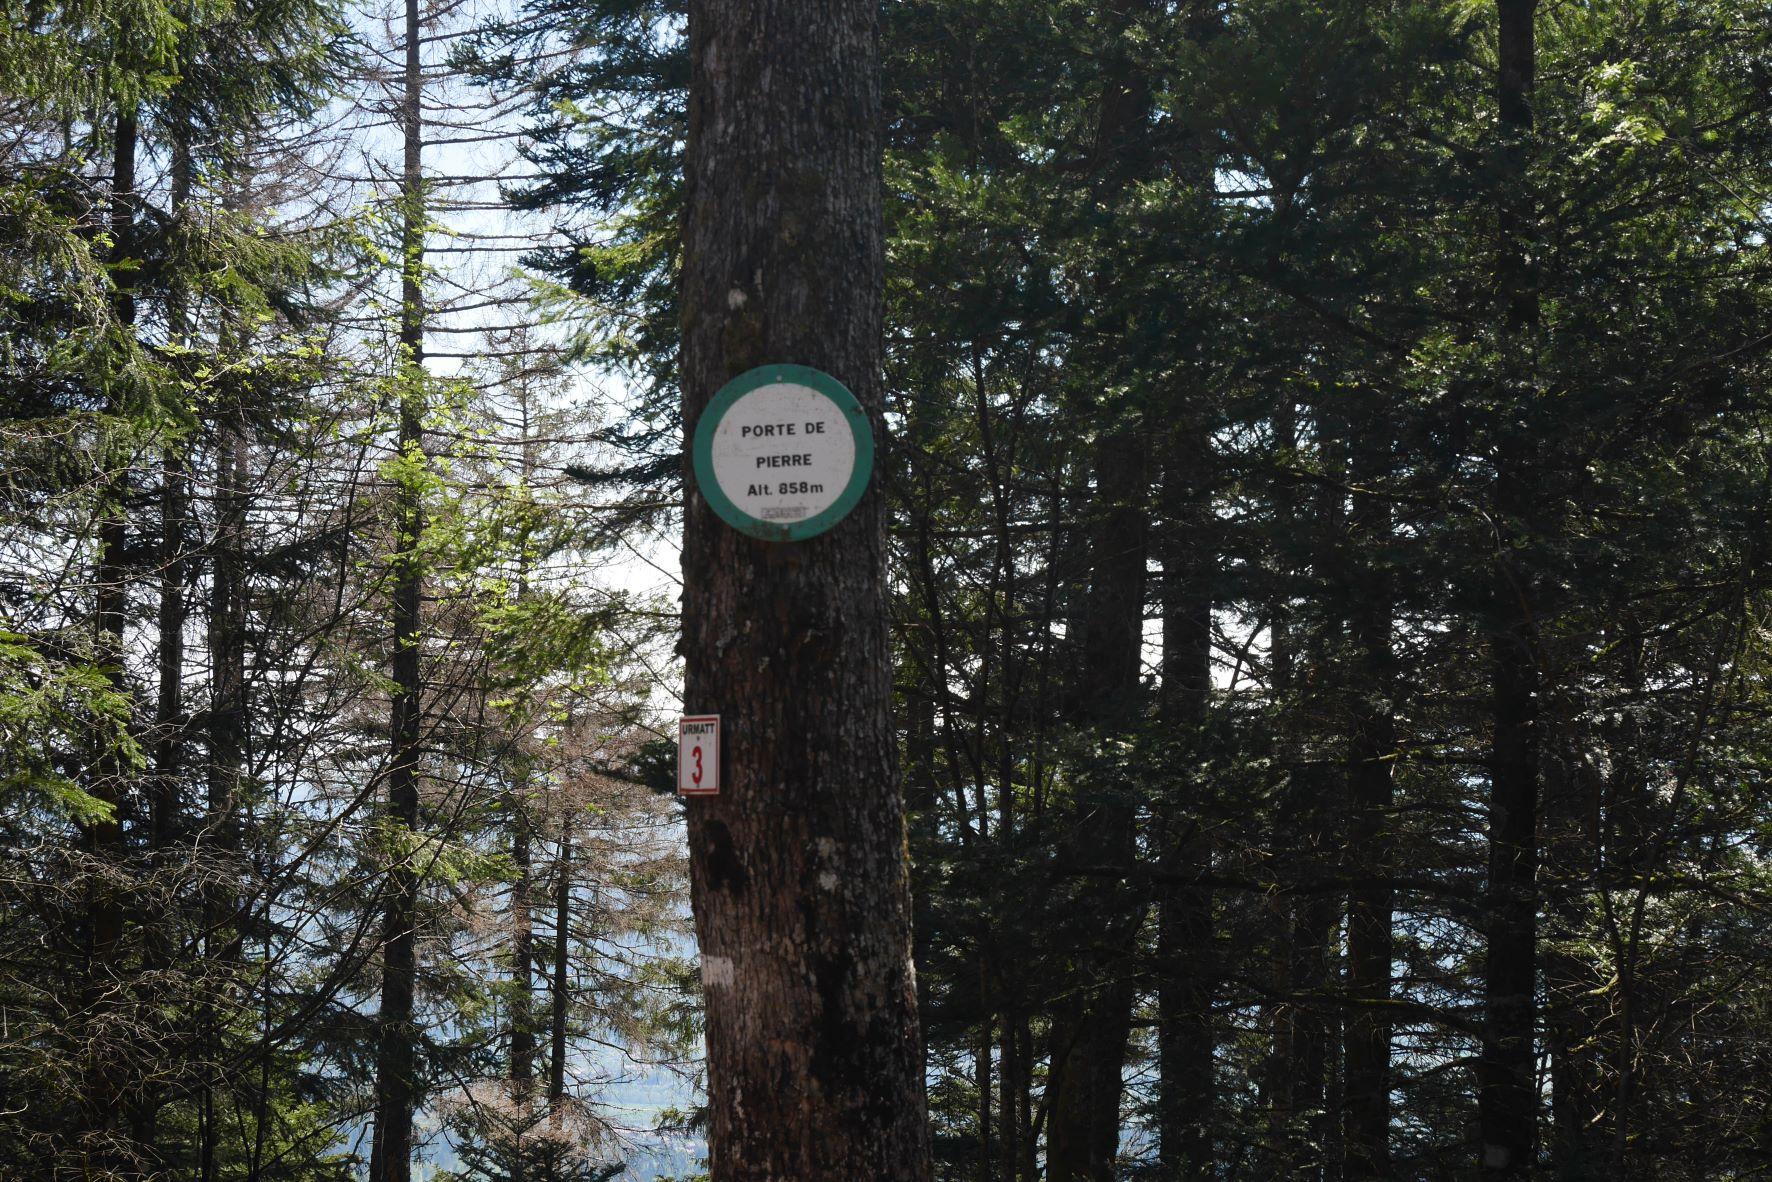 PORTE DE
PIERRE
Alt. 858m
URMATT
3